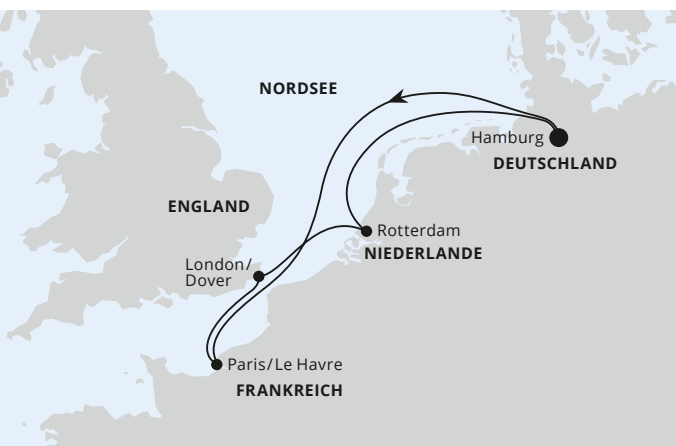 NORDSEE
Hamburg
DEUTSCHLAND
ENGLAND
Rotterdam
NIEDERLANDE
London/
Dover
Paris/Le Havre
FRANKREICH